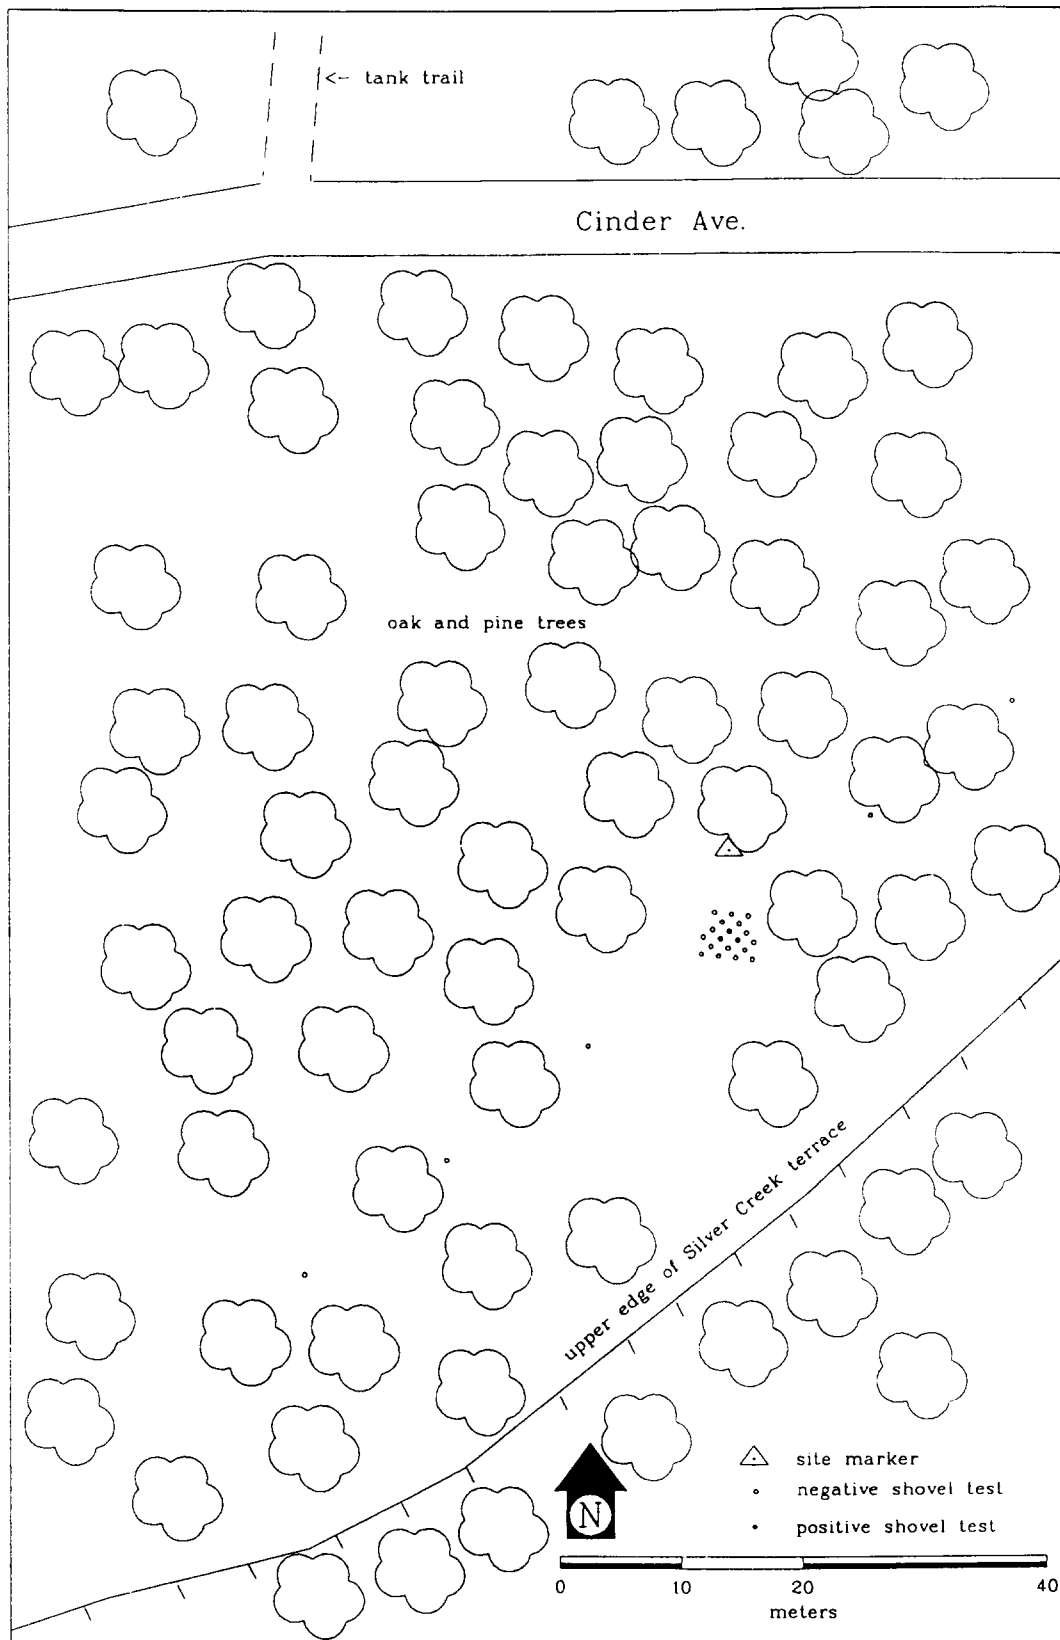 <- tank trail
Cinder Ave.
oak and pine trees
upper edge of Silver Creek terrace
site marker
negative shovel test
positive shovel test
N
0 10 20 40
meters